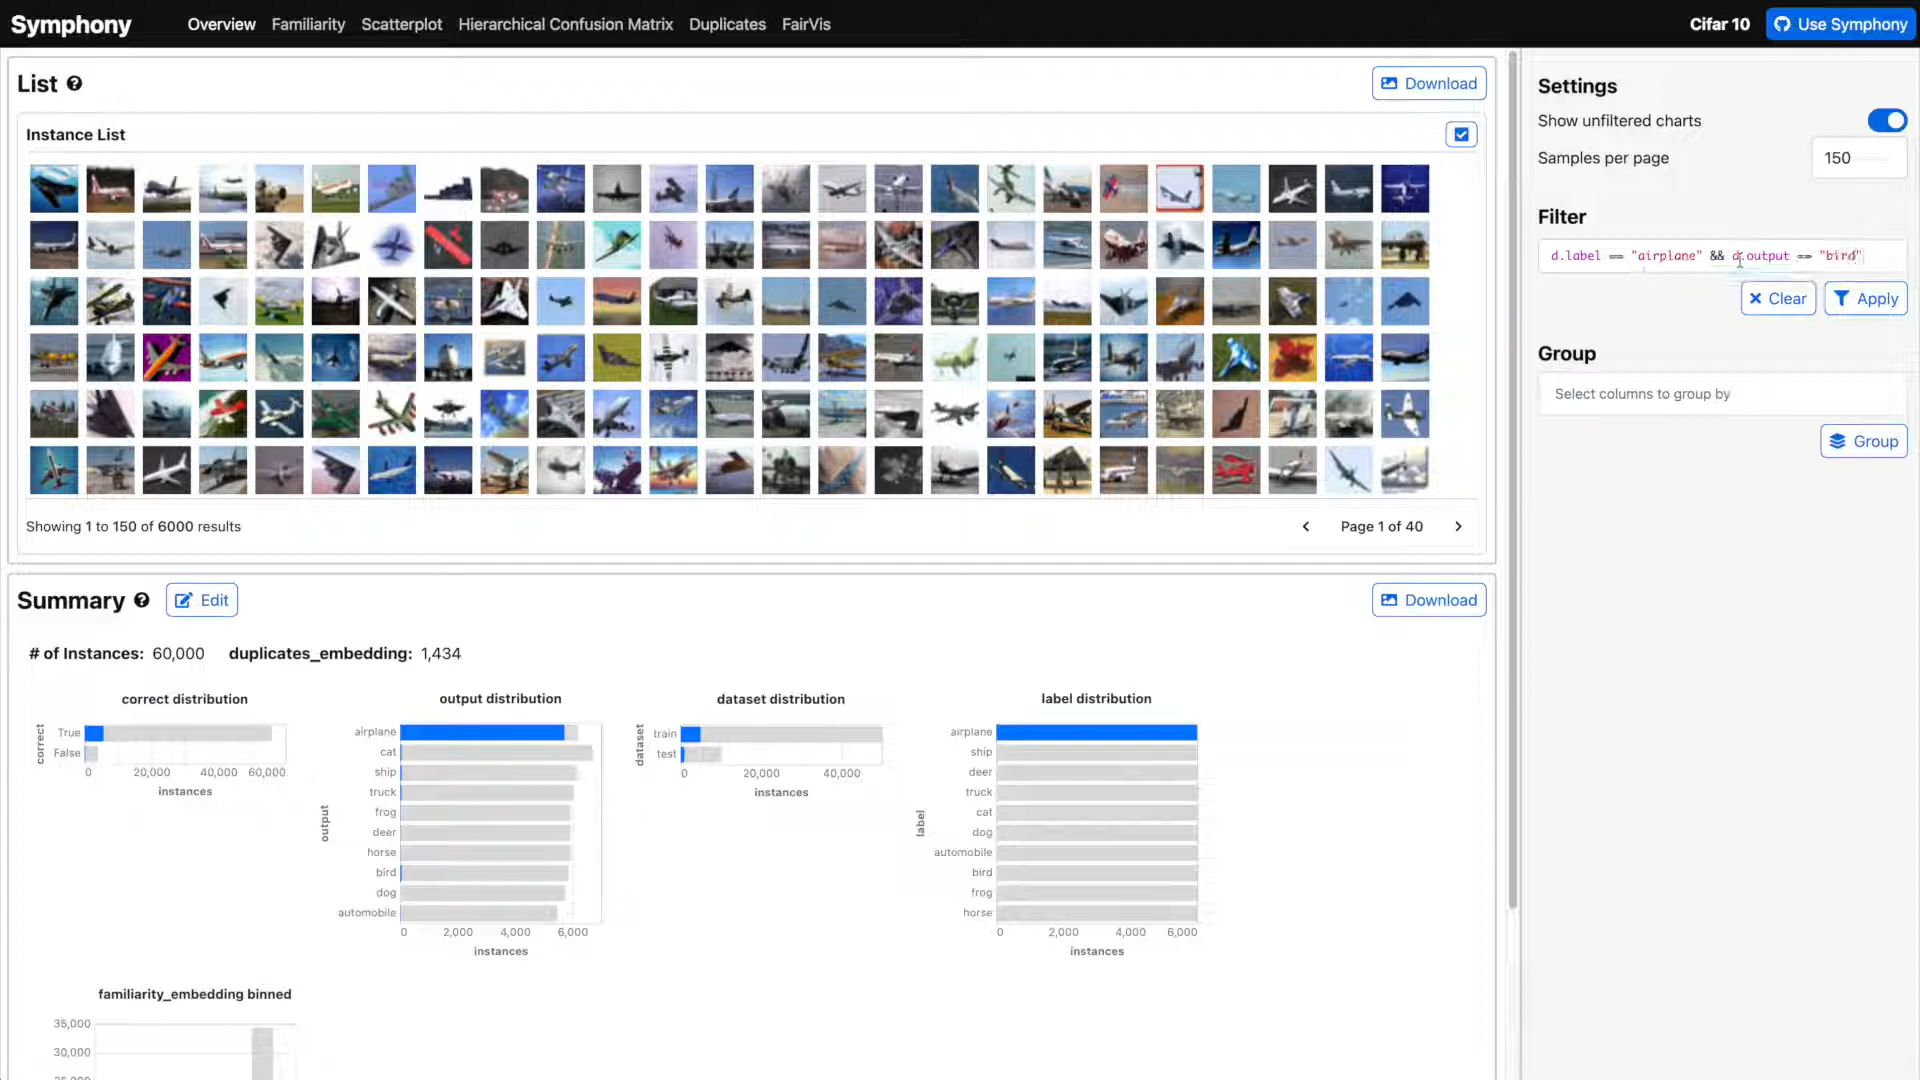 Symphony Overview Familiarity Scatterplot Hierarchical Confusion Matrix Duplicates FairVis Cifar 10 Use Symphony
List Download
Instance List
Showing 1 to 150 of 6000 results
Page 1 of 40
Summary Edit Download
# of Instances: 60,000 duplicates_embedding: 1,434
correct distribution
correct
True
False
0 20,000 40,000 60,000
instances
output distribution
output
airplane
cat
ship
truck
frog
deer
horse
bird
dog
automobile
0 2,000 4,000 6,000
instances
dataset distribution
dataset
train
test
0 20,000 40,000
instances
label distribution
label
airplane
ship
deer
truck
cat
dog
automobile
bird
frog
horse
0 2,000 4,000 6,000
instances
familiarity_embedding binned
35,000
30,000
Settings
Show unfiltered charts
Samples per page 150
Filter
d.label == "airplane" && d.output == "bird"
Clear Apply
Group
Select columns to group by
Group